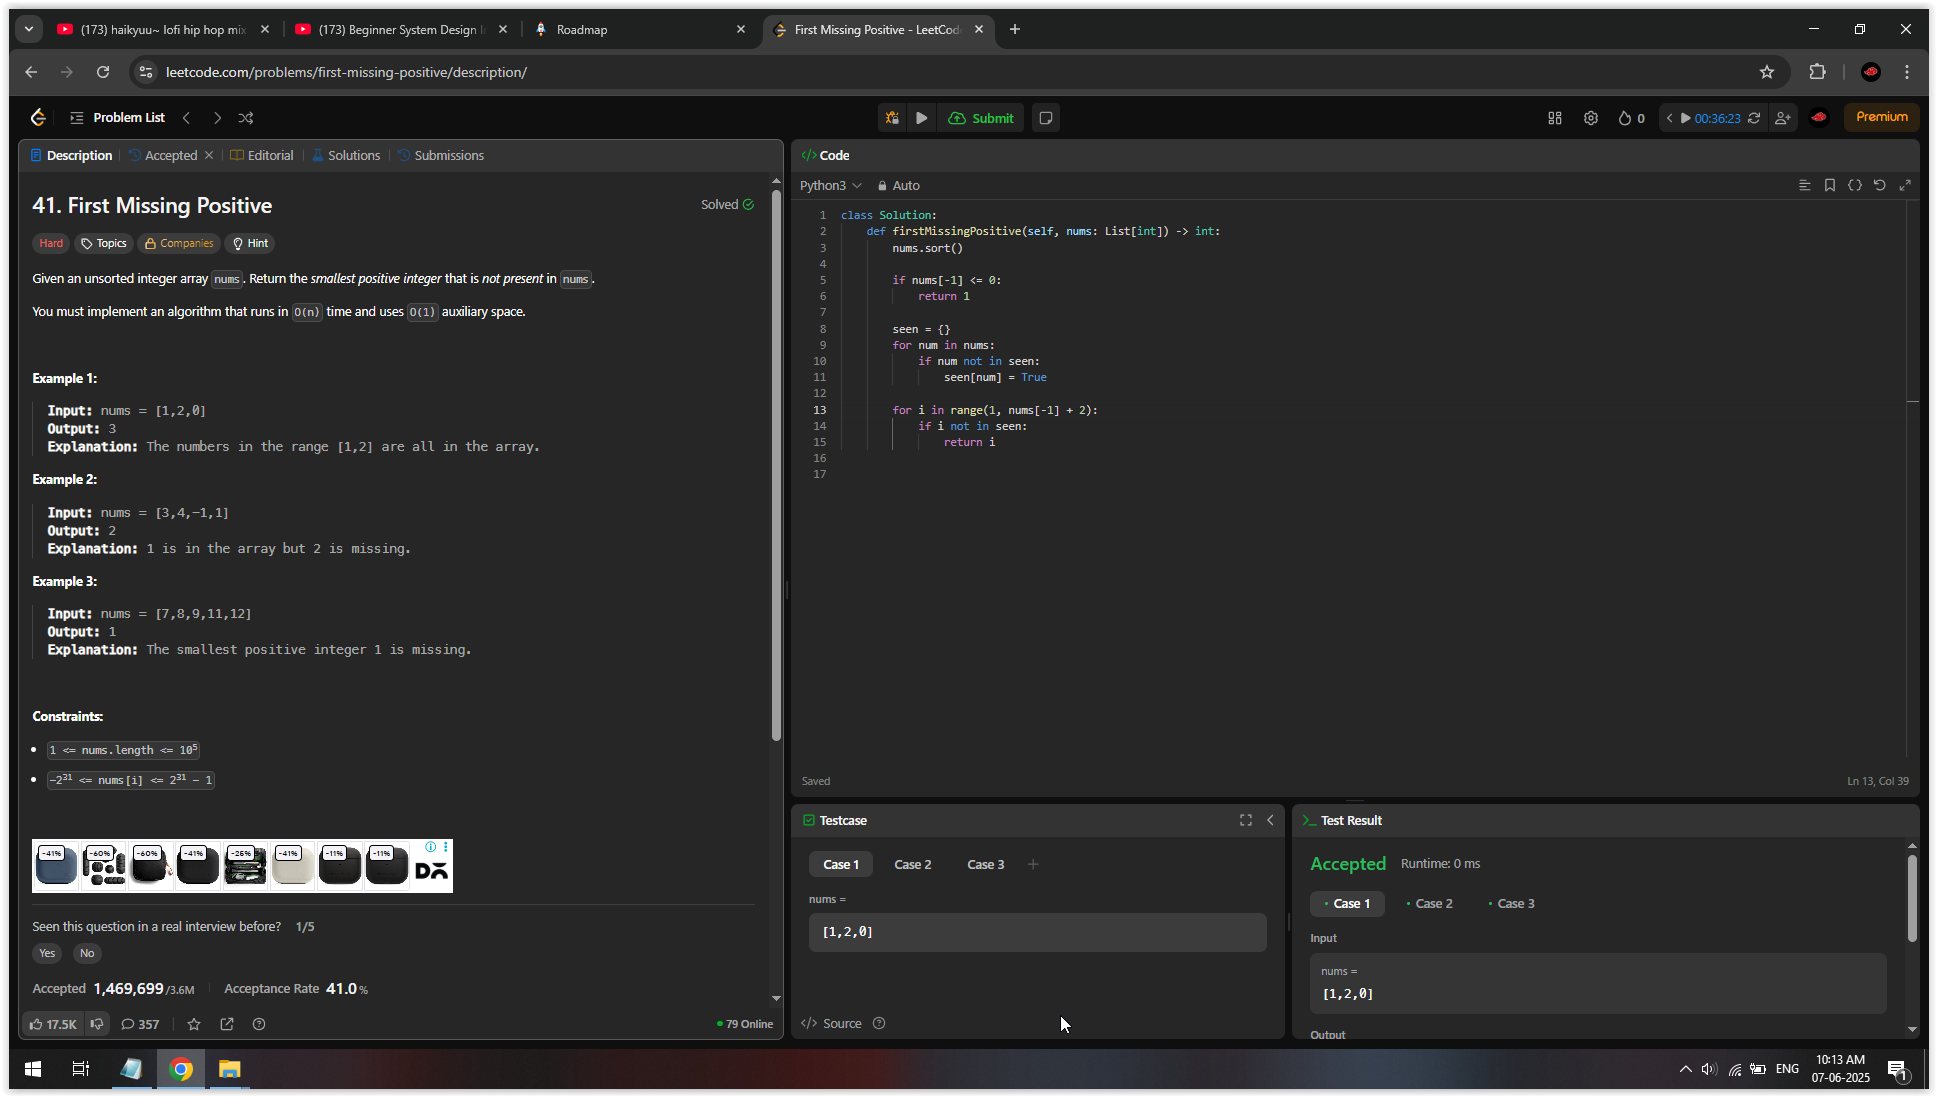 (173) haikyuu~ lofi hip hop mix
(173) Beginner System Design I
Roadmap
First Missing Positive - LeetCod
leetcode.com/problems/first-missing-positive/description/
Problem List
Submit
0
00:36:23
Premium
Description
Accepted
Editorial
Solutions
Submissions
41. First Missing Positive
Solved
Hard
Topics
Companies
Hint
Given an unsorted integer array nums. Return the smallest positive integer that is not present in nums.
You must implement an algorithm that runs in O(n) time and uses O(1) auxiliary space.
Example 1:
Input: nums = [1,2,0]
Output: 3
Explanation: The numbers in the range [1,2] are all in the array.
Example 2:
Input: nums = [3,4,-1,1]
Output: 2
Explanation: 1 is in the array but 2 is missing.
Example 3:
Input: nums = [7,8,9,11,12]
Output: 1
Explanation: The smallest positive integer 1 is missing.
Constraints:
1 <= nums.length <= 10⁵
-2³¹ <= nums[i] <= 2³¹ - 1
-41% -60% -60% -41% -25% -41% -11% -11%
Seen this question in a real interview before? 1/5
Yes No
Accepted 1,469,699/3.6M Acceptance Rate 41.0%
17.5K 357 79 Online
</> Code
Python3 Auto
1 class Solution:
2     def firstMissingPositive(self, nums: List[int]) -> int:
3         nums.sort()
4
5         if nums[-1] <= 0:
6             return 1
7
8         seen = {}
9         for num in nums:
10             if num not in seen:
11                 seen[num] = True
12
13         for i in range(1, nums[-1] + 2):
14             if i not in seen:
15                 return i
16
17
Saved
Ln 13, Col 39
Testcase
Case 1 Case 2 Case 3 +
nums =
[1,2,0]
</> Source
>_ Test Result
Accepted Runtime: 0 ms
Case 1 Case 2 Case 3
Input
nums =
[1,2,0]
Output
ENG
10:13 AM
07-06-2025
1